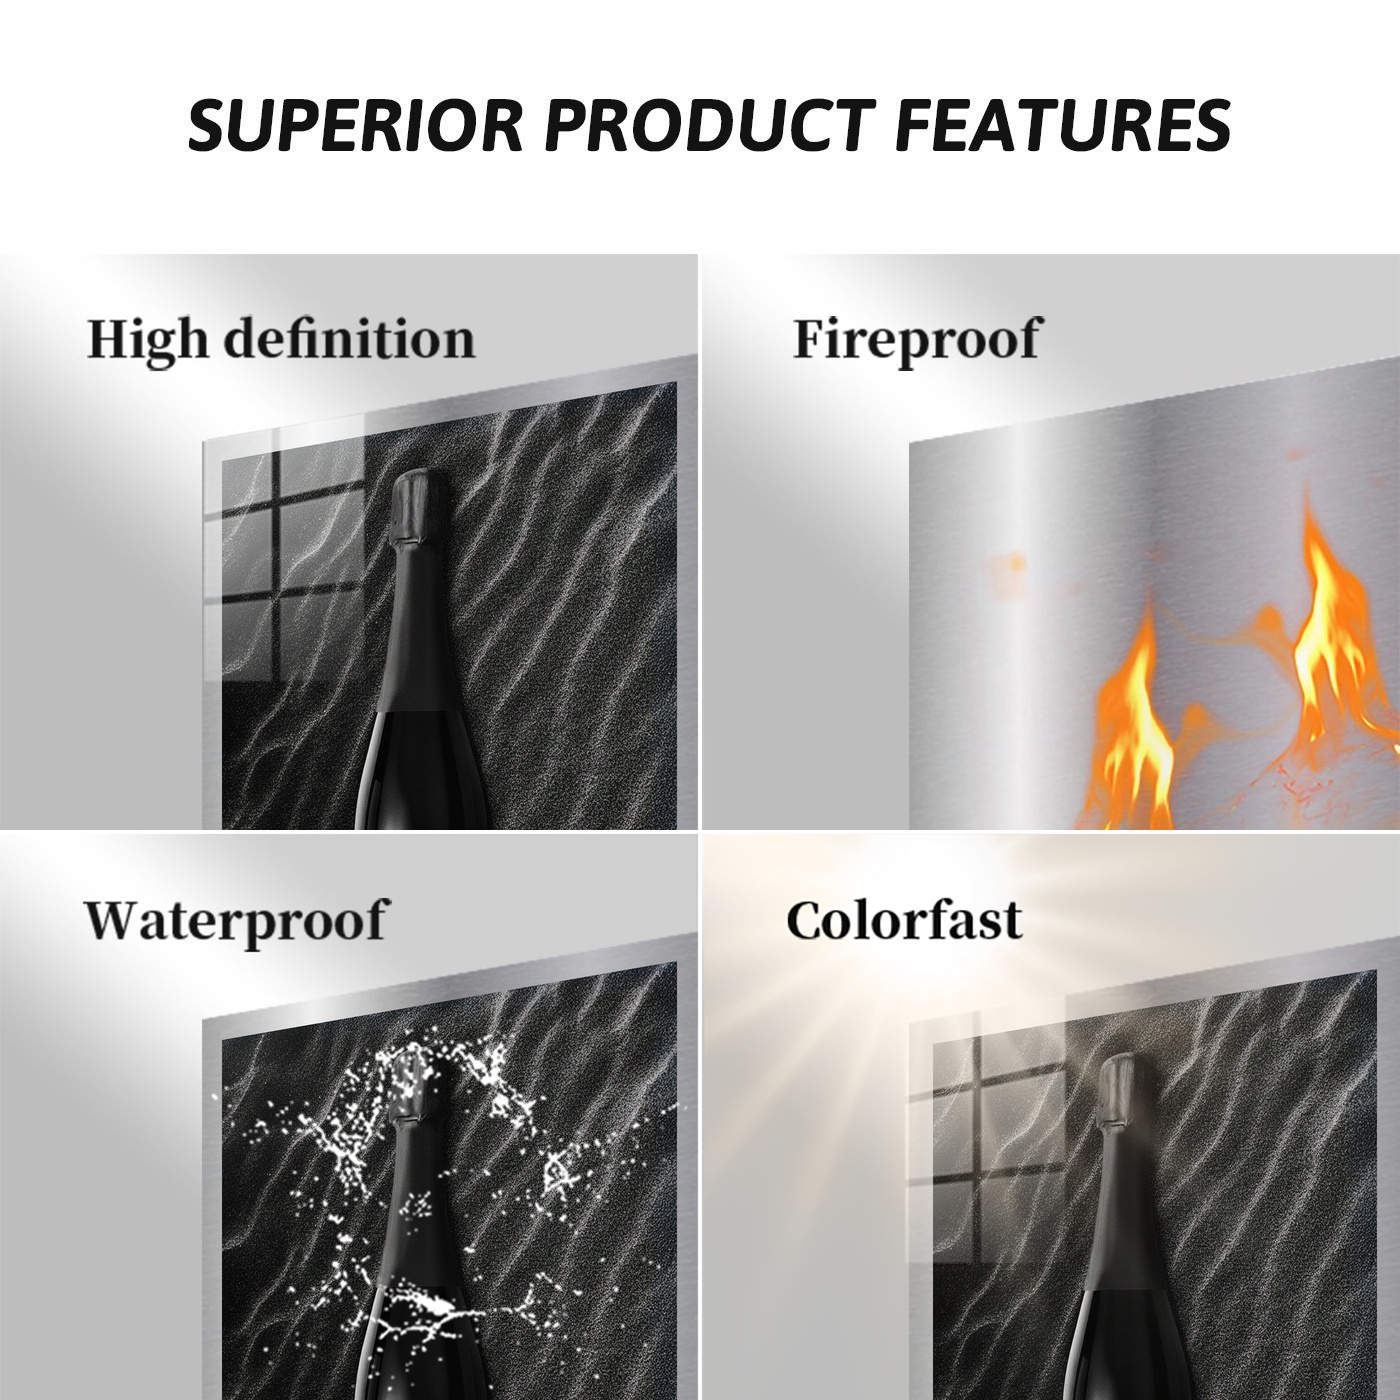 SUPERIOR PRODUCT FEATURES
High definition
Fireproof
Waterproof
Colorfast